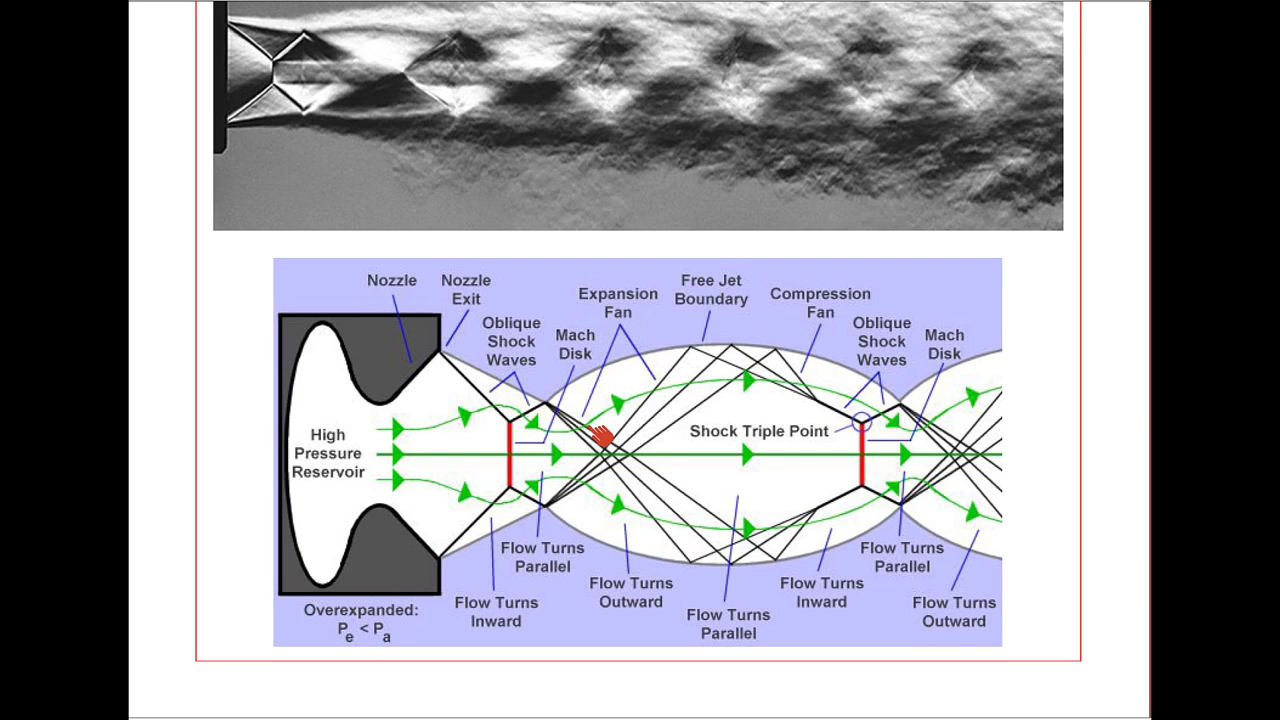 Nozzle
Nozzle
Exit
Oblique
Shock
Waves
Mach
Disk
Expansion
Fan
Free Jet
Boundary
Compression
Fan
Oblique
Shock
Waves
Mach
Disk
High
Pressure
Reservoir
Shock Triple Point
Overexpanded:
Pe < Pa
Flow Turns
Inward
Flow Turns
Parallel
Flow Turns
Outward
Flow Turns
Parallel
Flow Turns
Inward
Flow Turns
Parallel
Flow Turns
Outward